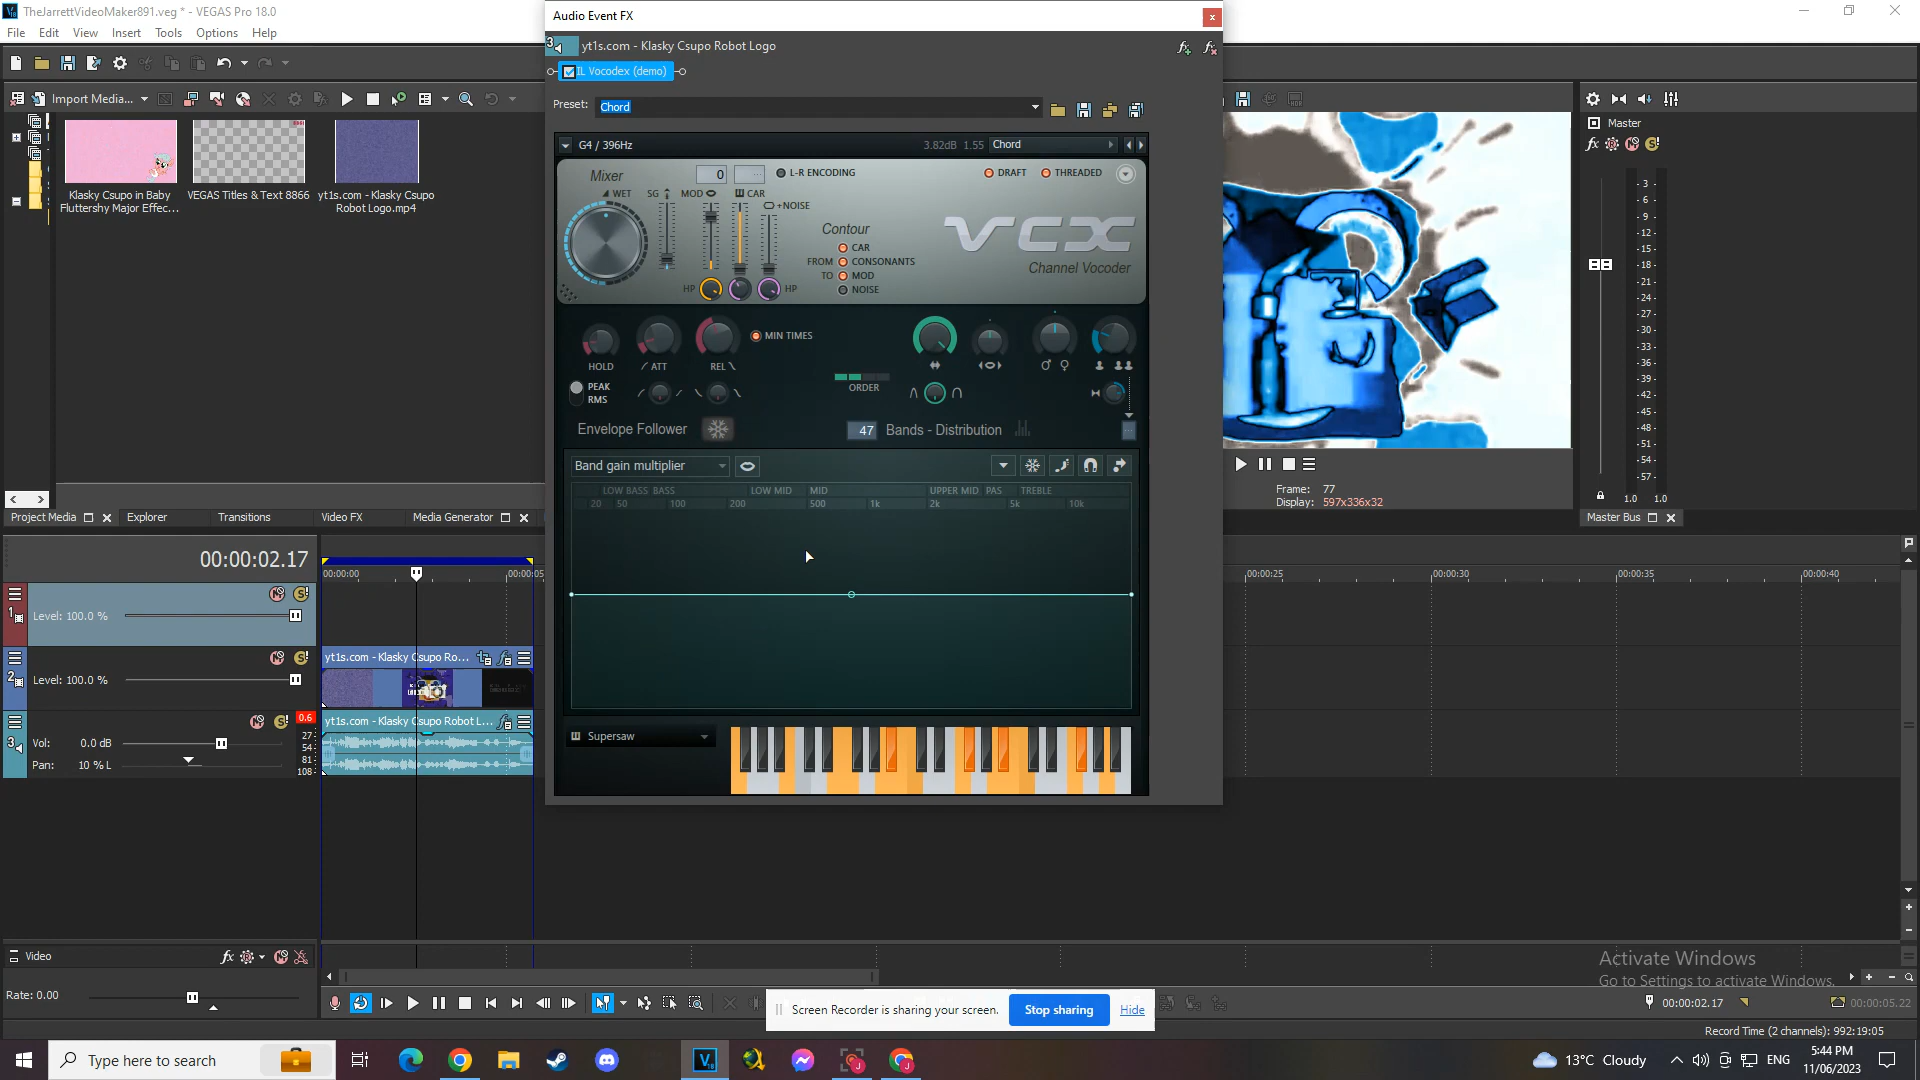 TheJarrettVideoMaker891.veg * - VEGAS Pro 18.0
File Edit View Insert Tools Options Help
Import Media...
Klasky Csupo in Baby
Fluttershy Major Effec...
VEGAS Titles & Text 8866
yt1s.com - Klasky Csupo
Robot Logo.mp4
Project Media
Explorer
Transitions
Video FX
Media Generator
Audio Event FX
yt1s.com - Klasky Csupo Robot Logo
IL Vocodex (demo)
Preset: Chord
G4 / 396Hz
3.82dB 1.55 Chord
Mixer
0
L-R ENCODING
DRAFT
THREADED
WET SG MOD CAR
+NOISE
HP
HP
Contour
CAR
FROM CONSONANTS
TO MOD
NOISE
VCX
Channel Vocoder
HOLD ATT REL
MIN TIMES
ORDER
PEAK
RMS
Envelope Follower
47 Bands - Distribution
Band gain multiplier
LOW BASS BASS LOW MID MID UPPER MID PAS TREBLE
20 50 100 200 500 1k 2k 5k 10k
Supersaw
Frame: 77
Display: 597x336x32
Master
- 3 -
- 6 -
- 9 -
- 12 -
- 15 -
- 18 -
- 21 -
- 24 -
- 27 -
- 30 -
- 33 -
- 36 -
- 39 -
- 42 -
- 45 -
- 48 -
- 51 -
- 54 -
- 57 -
1.0 1.0
Master Bus
00:00:02.17
00:00:00
00:00:05
00:00:25
00:00:30
00:00:35
00:00:40
1
Level: 100.0 %
2
Level: 100.0 %
yt1s.com - Klasky Csupo Ro...
3
0.6
27-
54-
81-
108-
Vol: 0.0 dB
Pan: 10 % L
yt1s.com - Klasky Csupo Robot L...
Video
Rate: 0.00
Activate Windows
Go to Settings to activate Windows.
Screen Recorder is sharing your screen. Stop sharing Hide
00:00:02.17
00:00:05.22
Record Time (2 channels): 992:19:05
Type here to search
13°C Cloudy
ENG
5:44 PM
11/06/2023